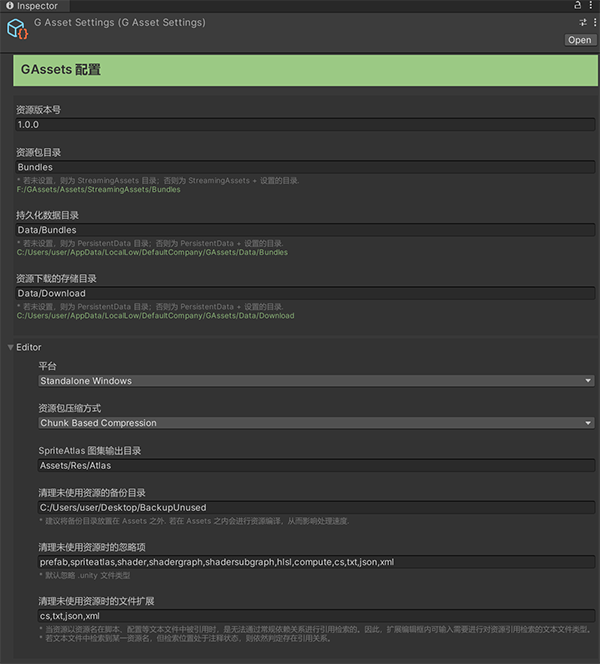 Inspector
G Asset Settings (G Asset Settings)
Open
GAssets 配置
资源版本号
1.0.0
资源包目录
Bundles
* 若未设置，则为 StreamingAssets 目录；否则为 StreamingAssets + 设置的目录.
F:/GAssets/Assets/StreamingAssets/Bundles
持久化数据目录
Data/Bundles
* 若未设置，则为 PersistentData 目录；否则为 PersistentData + 设置的目录.
C:/Users/user/AppData/LocalLow/DefaultCompany/GAssets/Data/Bundles
资源下载的存储目录
Data/Download
* 若未设置，则为 PersistentData 目录；否则为 PersistentData + 设置的目录.
C:/Users/user/AppData/LocalLow/DefaultCompany/GAssets/Data/Download
Editor
平台
Standalone Windows
资源包压缩方式
Chunk Based Compression
SpriteAtlas 图集输出目录
Assets/Res/Atlas
清理未使用资源的备份目录
C:/Users/user/Desktop/BackupUnused
* 建议将备份目录放置在 Assets 之外. 若在 Assets 之内会进行资源编译，从而影响处理速度.
清理未使用资源时的忽略项
prefab,spriteatlas,shader,shadergraph,shadersubgraph,hlsl,compute,cs,txt,json,xml
* 默认忽略 .unity 文件类型
清理未使用资源时的文件扩展
cs,txt,json,xml
* 当资源以资源名在脚本、配置等文本文件中被引用时，是无法通过常规依赖关系进行引用检索的。因此，扩展编辑框内可输入需要进行对资源引用检索的文本文件类型。
* 若文本文件中检索到某一资源名，但检索位置处于注释状态，则依然判定存在引用关系。